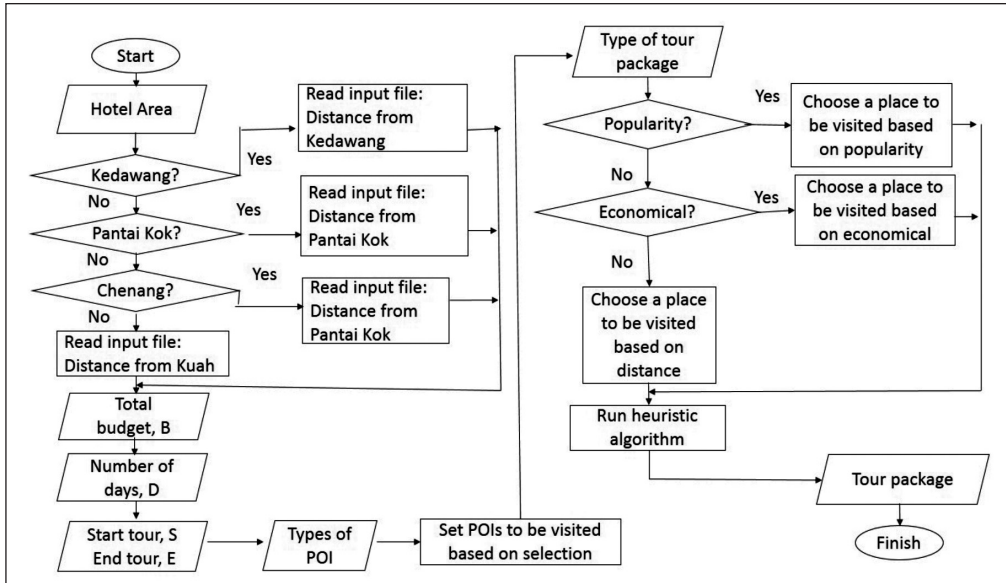 Start
Hotel Area
Kedawang?
Yes
Read input file:
Distance from
Kedawang
No
Pantai Kok?
Yes
Read input file:
Distance from
Pantai Kok
No
Chenang?
Yes
Read input file:
Distance from
Pantai Kok
No
Read input file:
Distance from Kuah
Total
budget, B
Number of
days, D
Start tour, S
End tour, E
Types of
POI
Set POIs to be visited
based on selection
Type of tour
package
Popularity?
Yes
Choose a place to
be visited based
on popularity
No
Economical?
Yes
Choose a place to
be visited based
on economical
No
Choose a place
to be visited
based on
distance
Run heuristic
algorithm
Tour package
Finish